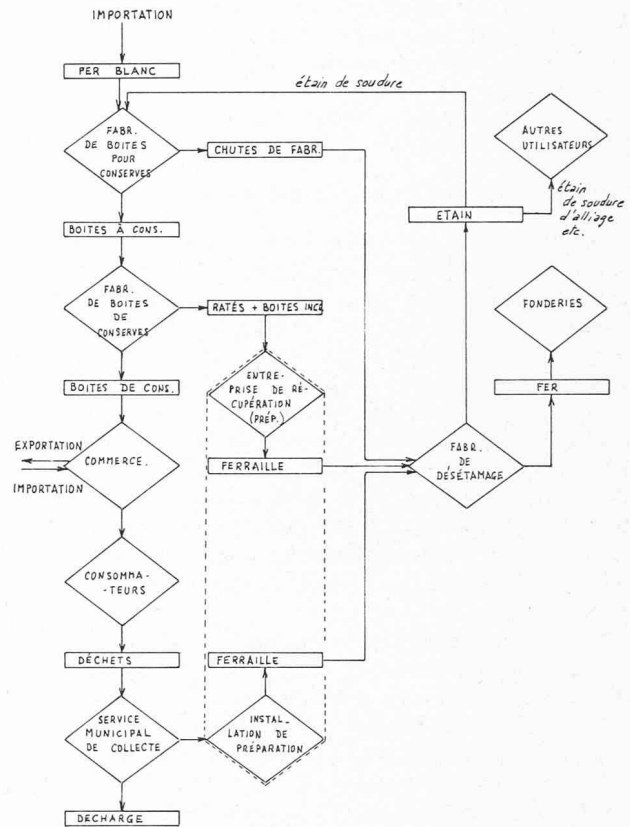 IMPORTATION
PER BLANC
étain de soudure
FABR.
DE BOITES
POUR
CONSERVES
CHUTES DE FABR.
AUTRES
UTILISATEURS
ETAIN
étain
de soudure
d'alliage
etc.
BOITES À CONS.
FABR.
DE BOITES
DE
CONSERVES
RATÉS + BOITES INCL
FONDERIES
BOITES DE CONS.
ENTRE-
PRISE DE RÉ-
CUPÉRATION
(PRÉP.)
FER
EXPORTATION
COMMERCE.
IMPORTATION
FERRAILLE
FABR.
DE
DÉSÉTAMAGE
CONSOMMA-
-TEURS
DÉCHETS
FERRAILLE
SERVICE
MUNICIPAL
DE COLLECTE
INSTAL-
LATION DE
PRÉPARATION
DECHARGE